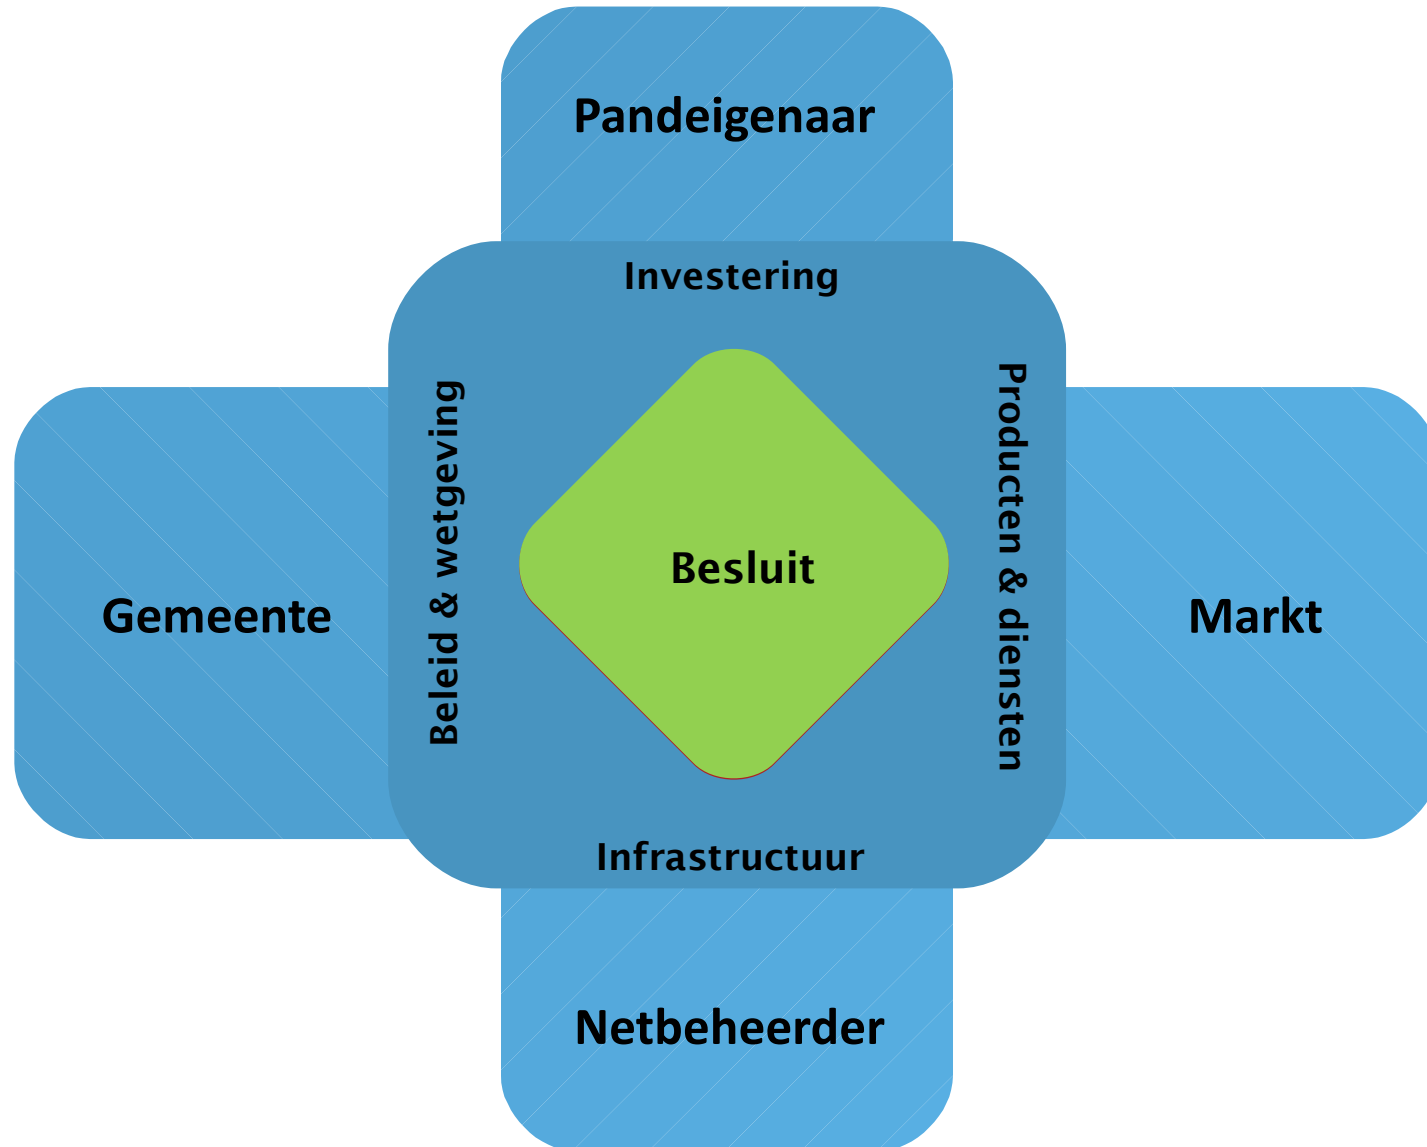 Pandeigenaar
Investering
Beleid & wetgeving
Producten & diensten
Besluit
Gemeente
Markt
Infrastructuur
Netbeheerder